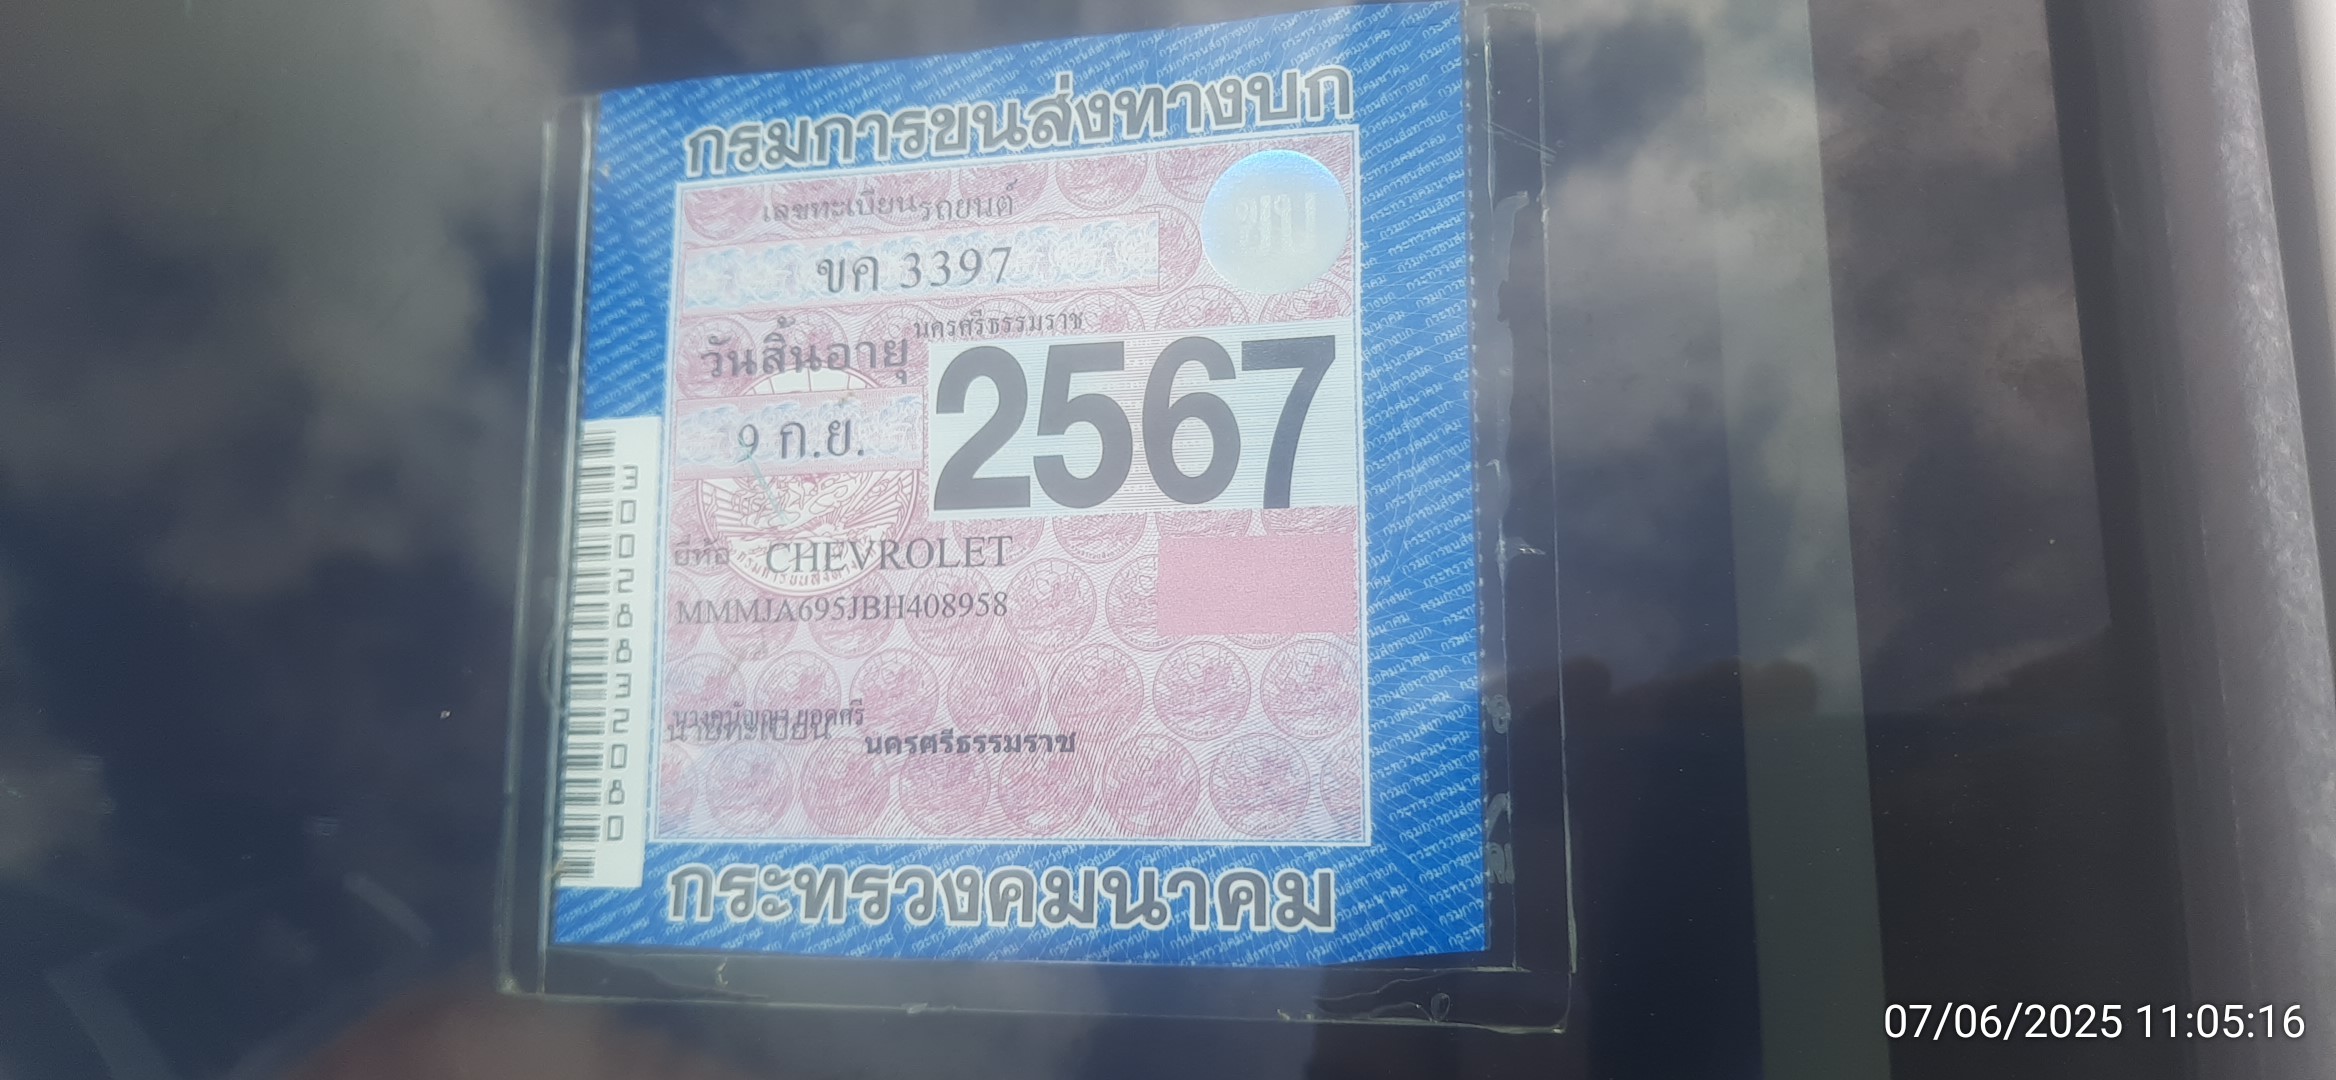 กรมการขนส่งทางบก
เลขทะเบียนรถยนต์
ขค 3397
นครศรีธรรมราช
วันสิ้นอายุ
9 ก.ย. 2567
ยี่ห้อ CHEVROLET
MMMJA695JBH408958
นายทะเบียน
นครศรีธรรมราช
กระทรวงคมนาคม
30028832080
07/06/2025 11:05:16